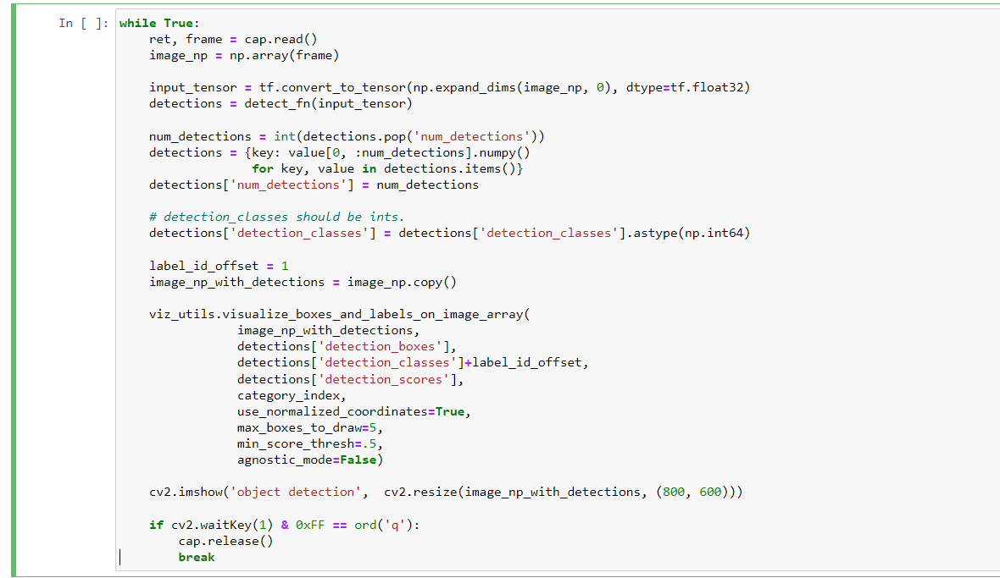 In [ ]: while True:
    ret, frame = cap.read()
    image_np = np.array(frame)

    input_tensor = tf.convert_to_tensor(np.expand_dims(image_np, 0), dtype=tf.float32)
    detections = detect_fn(input_tensor)

    num_detections = int(detections.pop('num_detections'))
    detections = {key: value[0, :num_detections].numpy()
                  for key, value in detections.items()}
    detections['num_detections'] = num_detections

    # detection_classes should be ints.
    detections['detection_classes'] = detections['detection_classes'].astype(np.int64)

    label_id_offset = 1
    image_np_with_detections = image_np.copy()

    viz_utils.visualize_boxes_and_labels_on_image_array(
                image_np_with_detections,
                detections['detection_boxes'],
                detections['detection_classes']+label_id_offset,
                detections['detection_scores'],
                category_index,
                use_normalized_coordinates=True,
                max_boxes_to_draw=5,
                min_score_thresh=.5,
                agnostic_mode=False)

    cv2.imshow('object detection',  cv2.resize(image_np_with_detections, (800, 600)))

    if cv2.waitKey(1) & 0xFF == ord('q'):
        cap.release()
        break